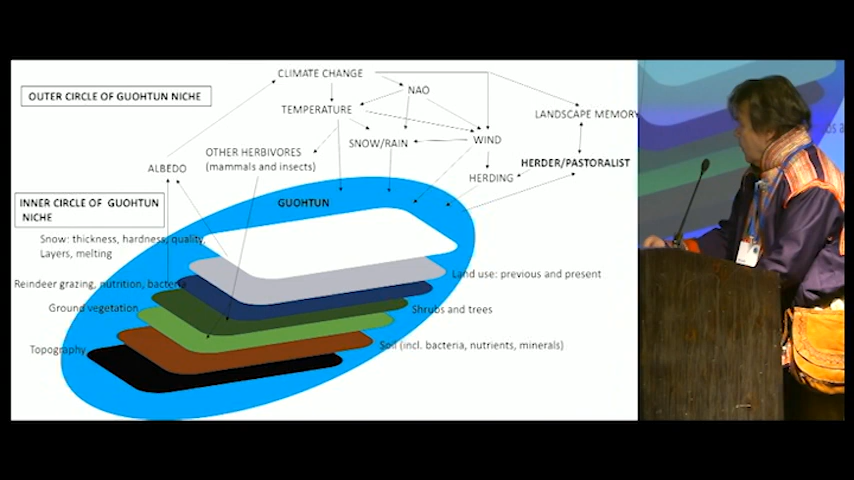 CLIMATE CHANGE
OUTER CIRCLE OF GUOHTUN NICHE
NAO
TEMPERATURE
LANDSCAPE MEMORY
SNOW/RAIN
WIND
OTHER HERBIVORES
(mammals and insects)
HERDER/PASTORALIST
ALBEDO
HERDING
INNER CIRCLE OF GUOHTUN
NICHE
GUOHTUN
Snow: thickness, hardness, quality,
Layers, melting
Land use: previous and present
Reindeer grazing, nutrition, bacteria
Ground vegetation
Shrubs and trees
Topography
Soil (incl. bacteria, nutrients, minerals)